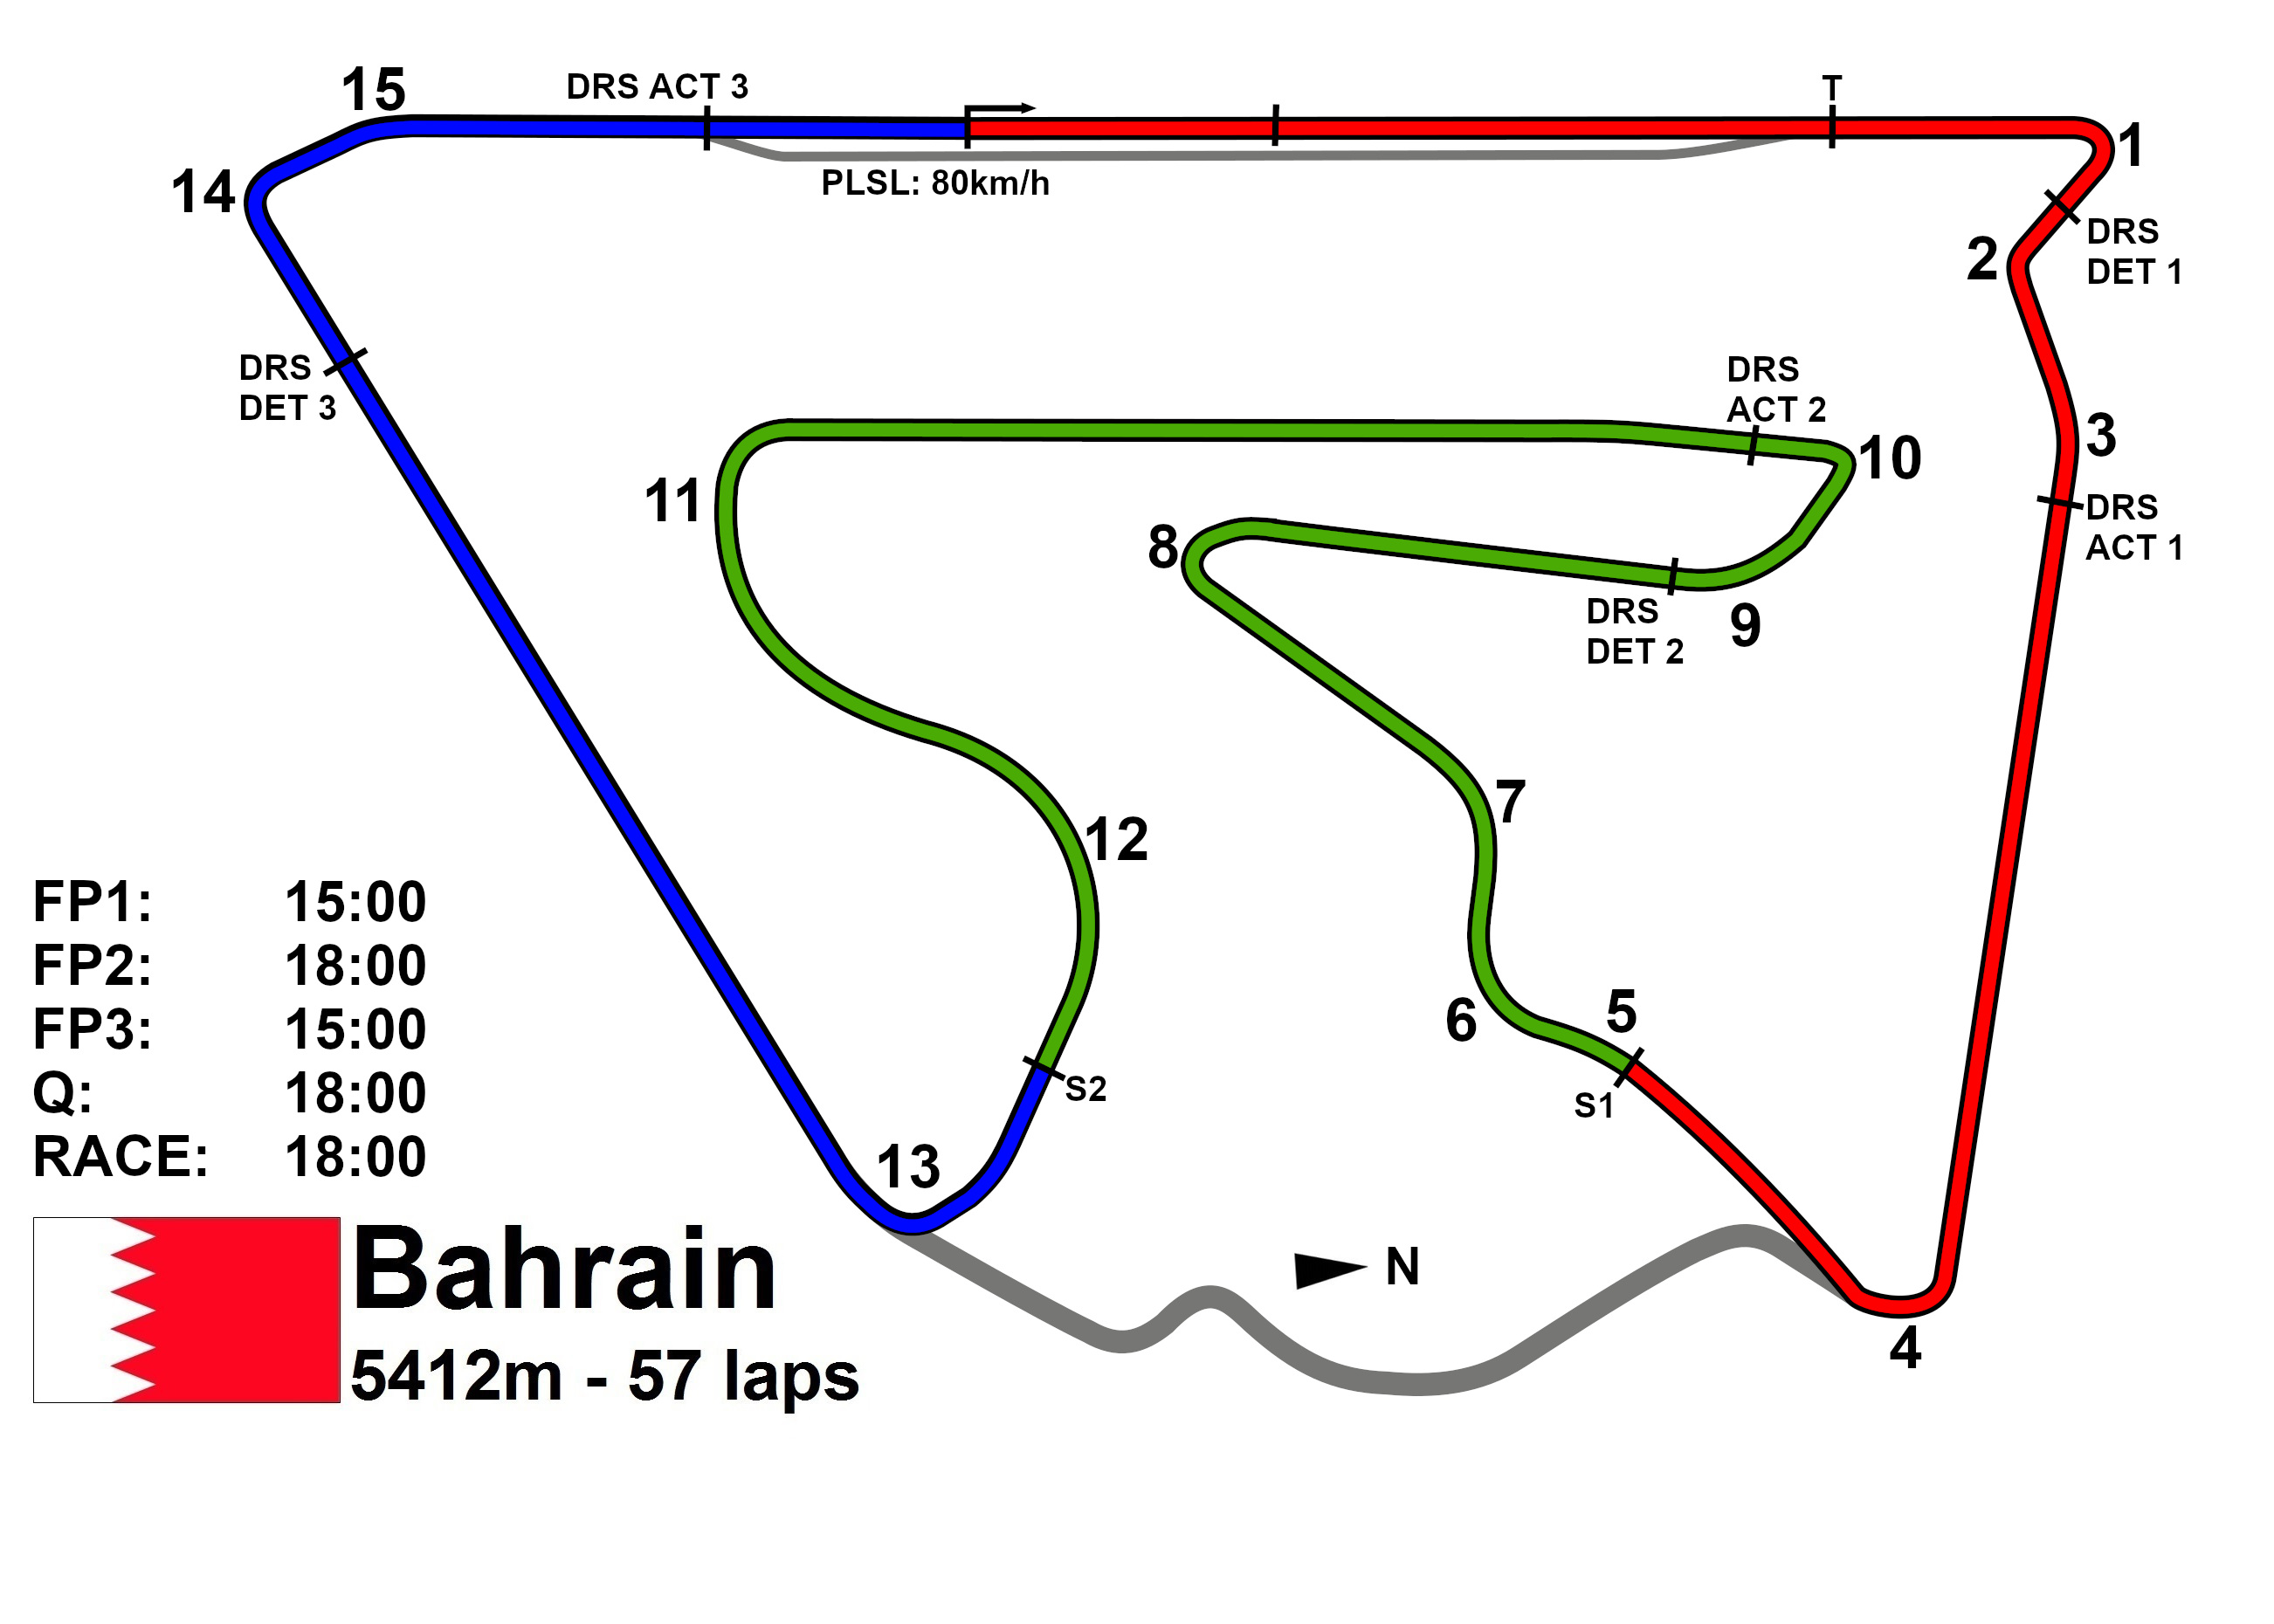 15
DRS ACT 3
T
1
14
PLSL: 80km/h
2
DRS
DET 1
DRS
DET 3
DRS
ACT 2
3
10
11
8
DRS
ACT 1
DRS
DET 2
9
7
12
FP1: 15:00
FP2: 18:00
FP3: 15:00
Q: 18:00
RACE: 18:00
6
5
S2
S1
13
N
4
Bahrain
5412m - 57 laps